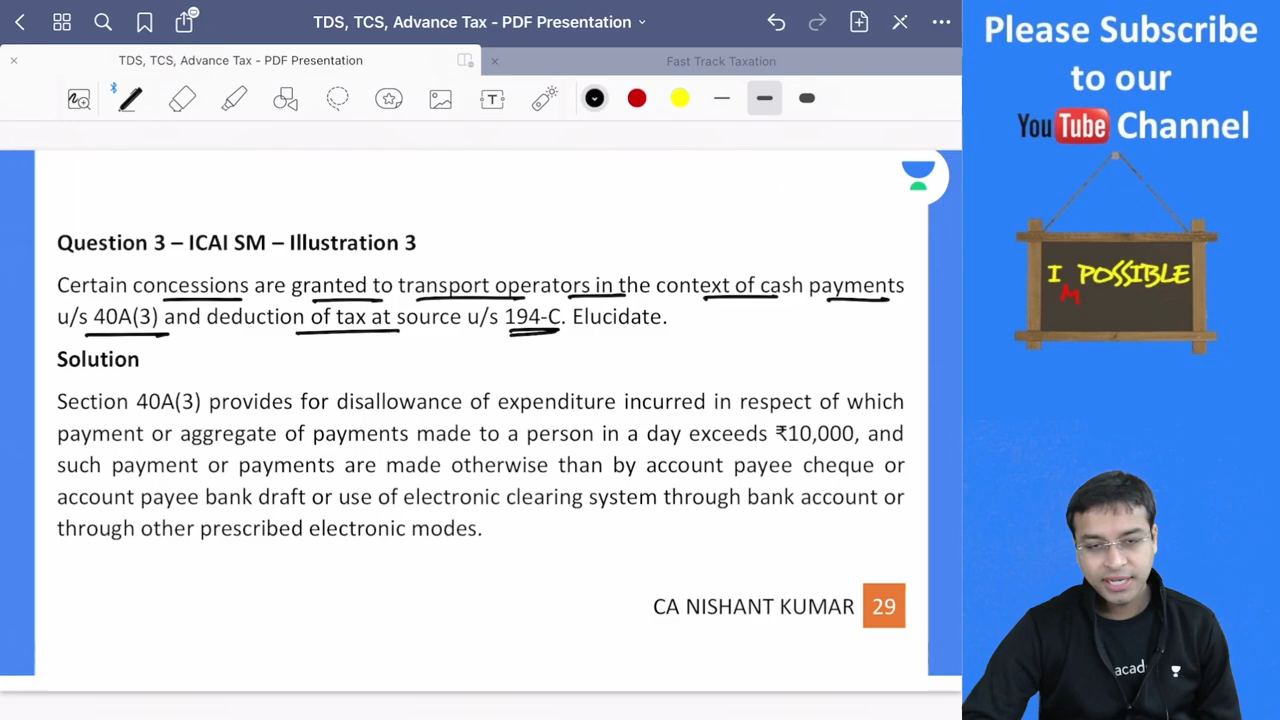 TDS, TCS, Advance Tax - PDF Presentation
TDS, TCS, Advance Tax - PDF Presentation
Fast Track Taxation
Question 3 – ICAI SM – Illustration 3
Certain concessions are granted to transport operators in the context of cash payments
u/s 40A(3) and deduction of tax at source u/s 194-C. Elucidate.
Solution
Section 40A(3) provides for disallowance of expenditure incurred in respect of which
payment or aggregate of payments made to a person in a day exceeds ₹10,000, and
such payment or payments are made otherwise than by account payee cheque or
account payee bank draft or use of electronic clearing system through bank account or
through other prescribed electronic modes.
CA NISHANT KUMAR 29
Please Subscribe
to our
YouTube Channel
I POSSIBLE
M
acad